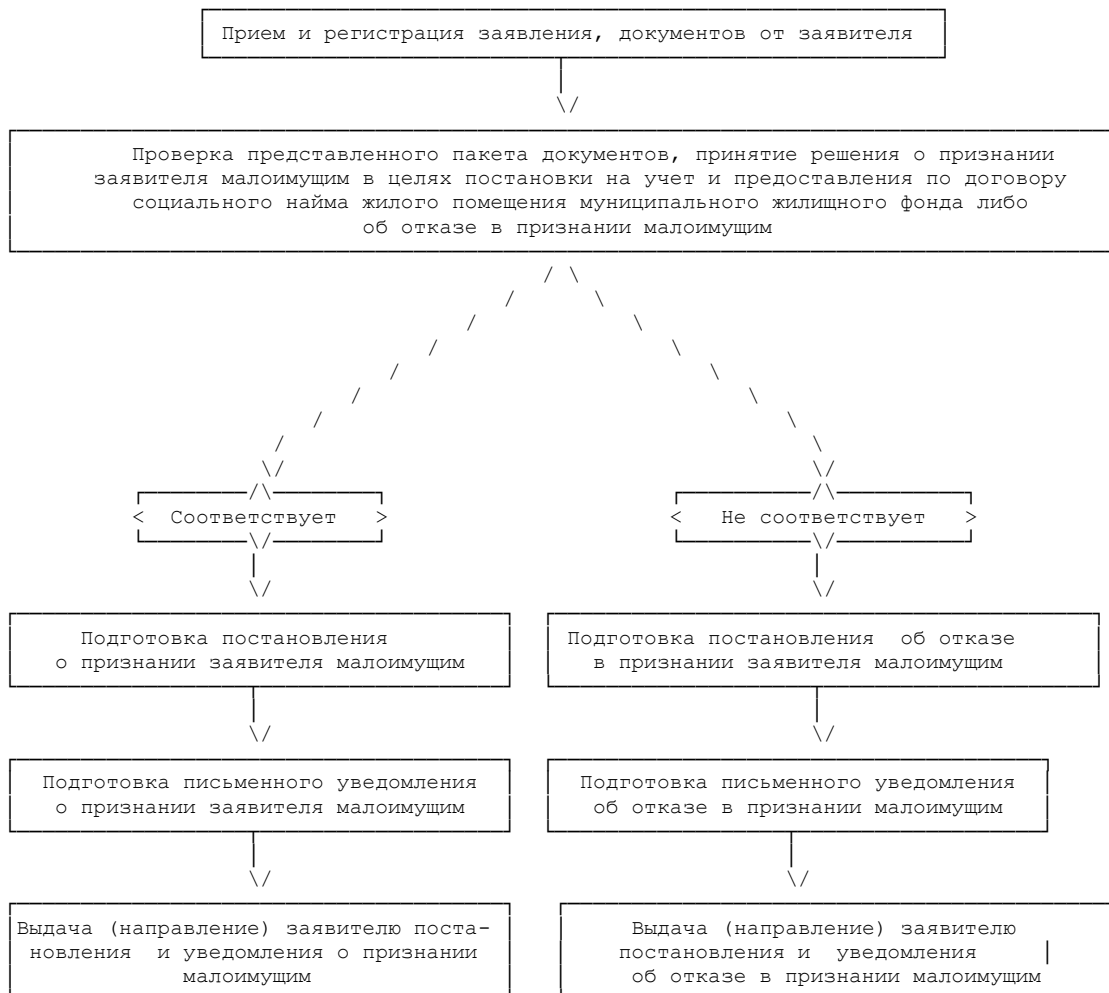 Прием и регистрация заявления, документов от заявителя
Проверка представленного пакета документов, принятие решения о признании
заявителя малоимущим в целях постановки на учет и предоставления по договору
социального найма жилого помещения муниципального жилищного фонда либо
об отказе в признании малоимущим
Соответствует
Не соответствует
Подготовка постановления
о признании заявителя малоимущим
Подготовка постановления об отказе
в признании заявителя малоимущим
Подготовка письменного уведомления
о признании заявителя малоимущим
Подготовка письменного уведомления
об отказе в признании малоимущим
Выдача (направление) заявителю поста-
новления и уведомления о признании
малоимущим
Выдача (направление) заявителю
постановления и уведомления
об отказе в признании малоимущим